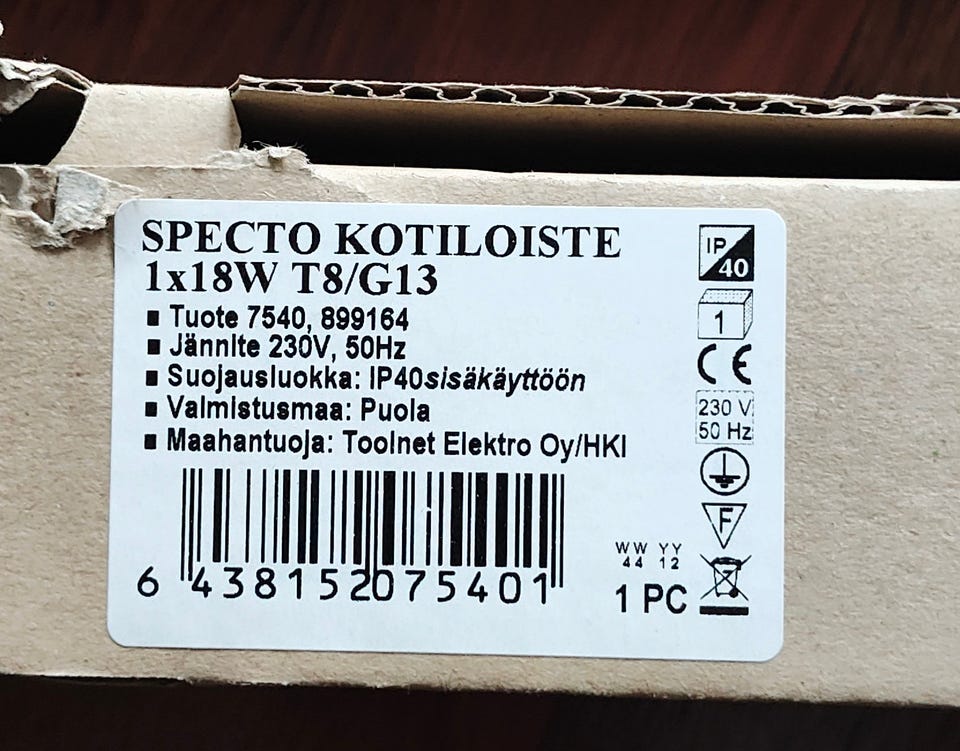 SPECTO KOTILOISTE
1x18W T8/G13
▪ Tuote 7540, 899164
▪ Jännite 230V, 50Hz
▪ Suojausluokka: IP40sisäkäyttöön
▪ Valmistusmaa: Puola
▪ Maahantuoja: Toolnet Elektro Oy/HKI
6 438152 075401
IP
40
1
CE
230 V
50 Hz
F
WW YY
44 12
1 PC